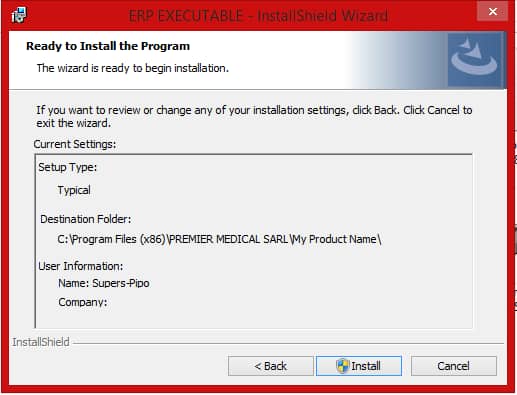 ERP EXECUTABLE - InstallShield Wizard
Ready to Install the Program
The wizard is ready to begin installation.
If you want to review or change any of your installation settings, click Back. Click Cancel to
exit the wizard.
Current Settings:
Setup Type:
Typical
Destination Folder:
C:\Program Files (x86)\PREMIER MEDICAL SARL\My Product Name\
User Information:
Name: Supers-Pipo
Company:
InstallShield
< Back
Install
Cancel